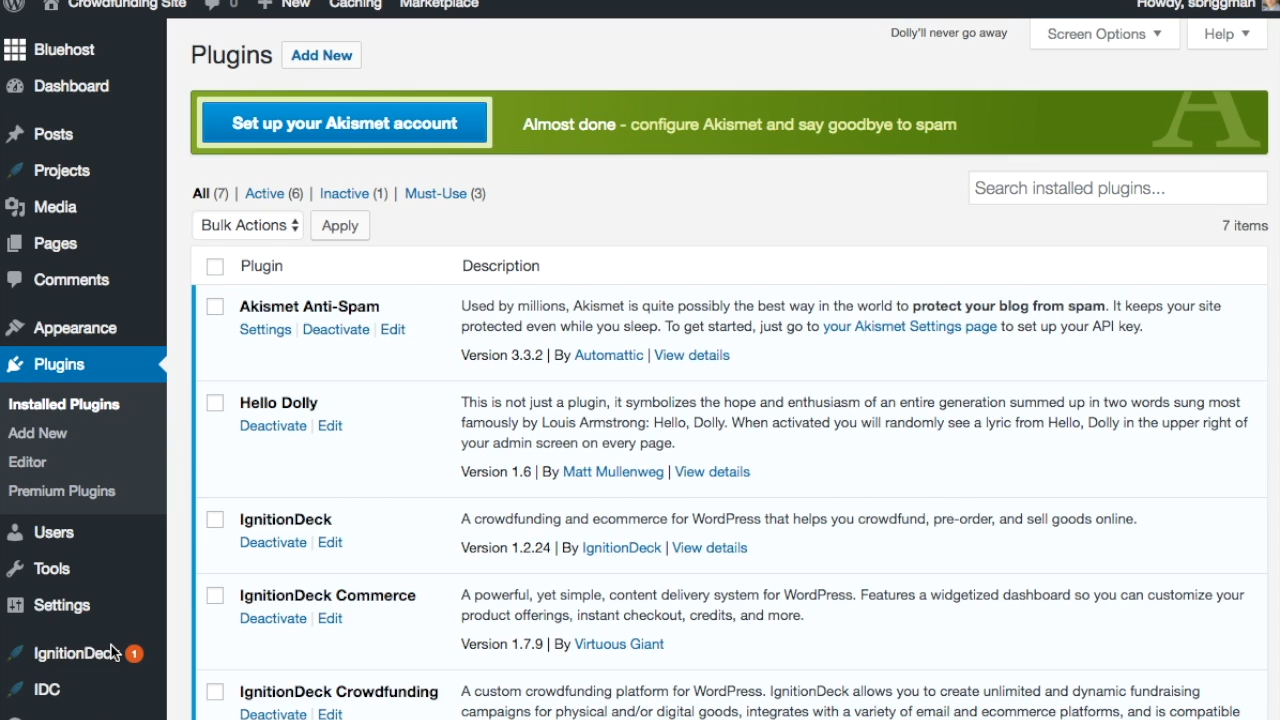 Crowdfunding Site 0 New Caching Marketplace Howdy, sbriggman
Bluehost
Dashboard
Posts
Projects
Media
Pages
Comments
Appearance
Plugins
Installed Plugins
Add New
Editor
Premium Plugins
Users
Tools
Settings
IgnitionDeck 1
IDC
Dolly'll never go away
Screen Options ▼
Help ▼
Plugins Add New
Set up your Akismet account
Almost done - configure Akismet and say goodbye to spam
A
All (7) | Active (6) | Inactive (1) | Must-Use (3)
Search installed plugins...
Bulk Actions Apply
7 items
Plugin Description
Akismet Anti-Spam
Settings | Deactivate | Edit
Used by millions, Akismet is quite possibly the best way in the world to protect your blog from spam. It keeps your site
protected even while you sleep. To get started, just go to your Akismet Settings page to set up your API key.
Version 3.3.2 | By Automattic | View details
Hello Dolly
Deactivate | Edit
This is not just a plugin, it symbolizes the hope and enthusiasm of an entire generation summed up in two words sung most
famously by Louis Armstrong: Hello, Dolly. When activated you will randomly see a lyric from Hello, Dolly in the upper right of
your admin screen on every page.
Version 1.6 | By Matt Mullenweg | View details
IgnitionDeck
Deactivate | Edit
A crowdfunding and ecommerce for WordPress that helps you crowdfund, pre-order, and sell goods online.
Version 1.2.24 | By IgnitionDeck | View details
IgnitionDeck Commerce
Deactivate | Edit
A powerful, yet simple, content delivery system for WordPress. Features a widgetized dashboard so you can customize your
product offerings, instant checkout, credits, and more.
Version 1.7.9 | By Virtuous Giant
IgnitionDeck Crowdfunding
Deactivate | Edit
A custom crowdfunding platform for WordPress. IgnitionDeck allows you to create unlimited and dynamic fundraising
campaigns for physical and/or digital goods, integrates with a variety of email and ecommerce platforms, and is compatible